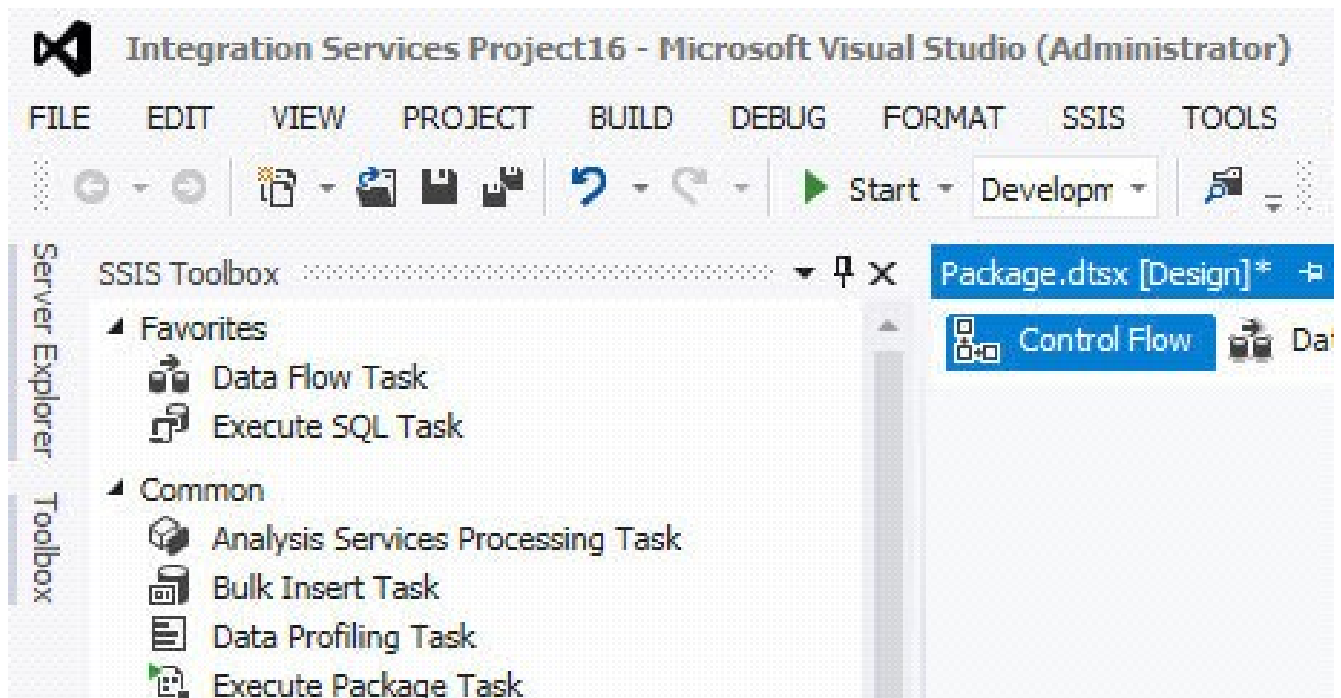 Integration Services Project16 - Microsoft Visual Studio (Administrator)
FILE EDIT VIEW PROJECT BUILD DEBUG FORMAT SSIS TOOLS
Start Developm
Server Explorer
Toolbox
SSIS Toolbox
Favorites
Data Flow Task
Execute SQL Task
Common
Analysis Services Processing Task
Bulk Insert Task
Data Profiling Task
Execute Package Task
Package.dtsx [Design]*
Control Flow Dat